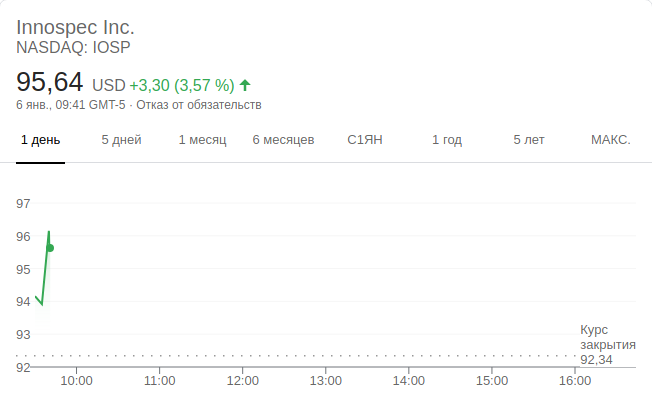 Innospec Inc.
NASDAQ: IOSP
95,64 USD +3,30 (3,57 %)
6 янв., 09:41 GMT-5 · Отказ от обязательств
1 день 5 дней 1 месяц 6 месяцев С1ЯН 1 год 5 лет МАКС.
97
96
95
94
93
92
Курс
закрытия
92,34
10:00 11:00 12:00 13:00 14:00 15:00 16:00